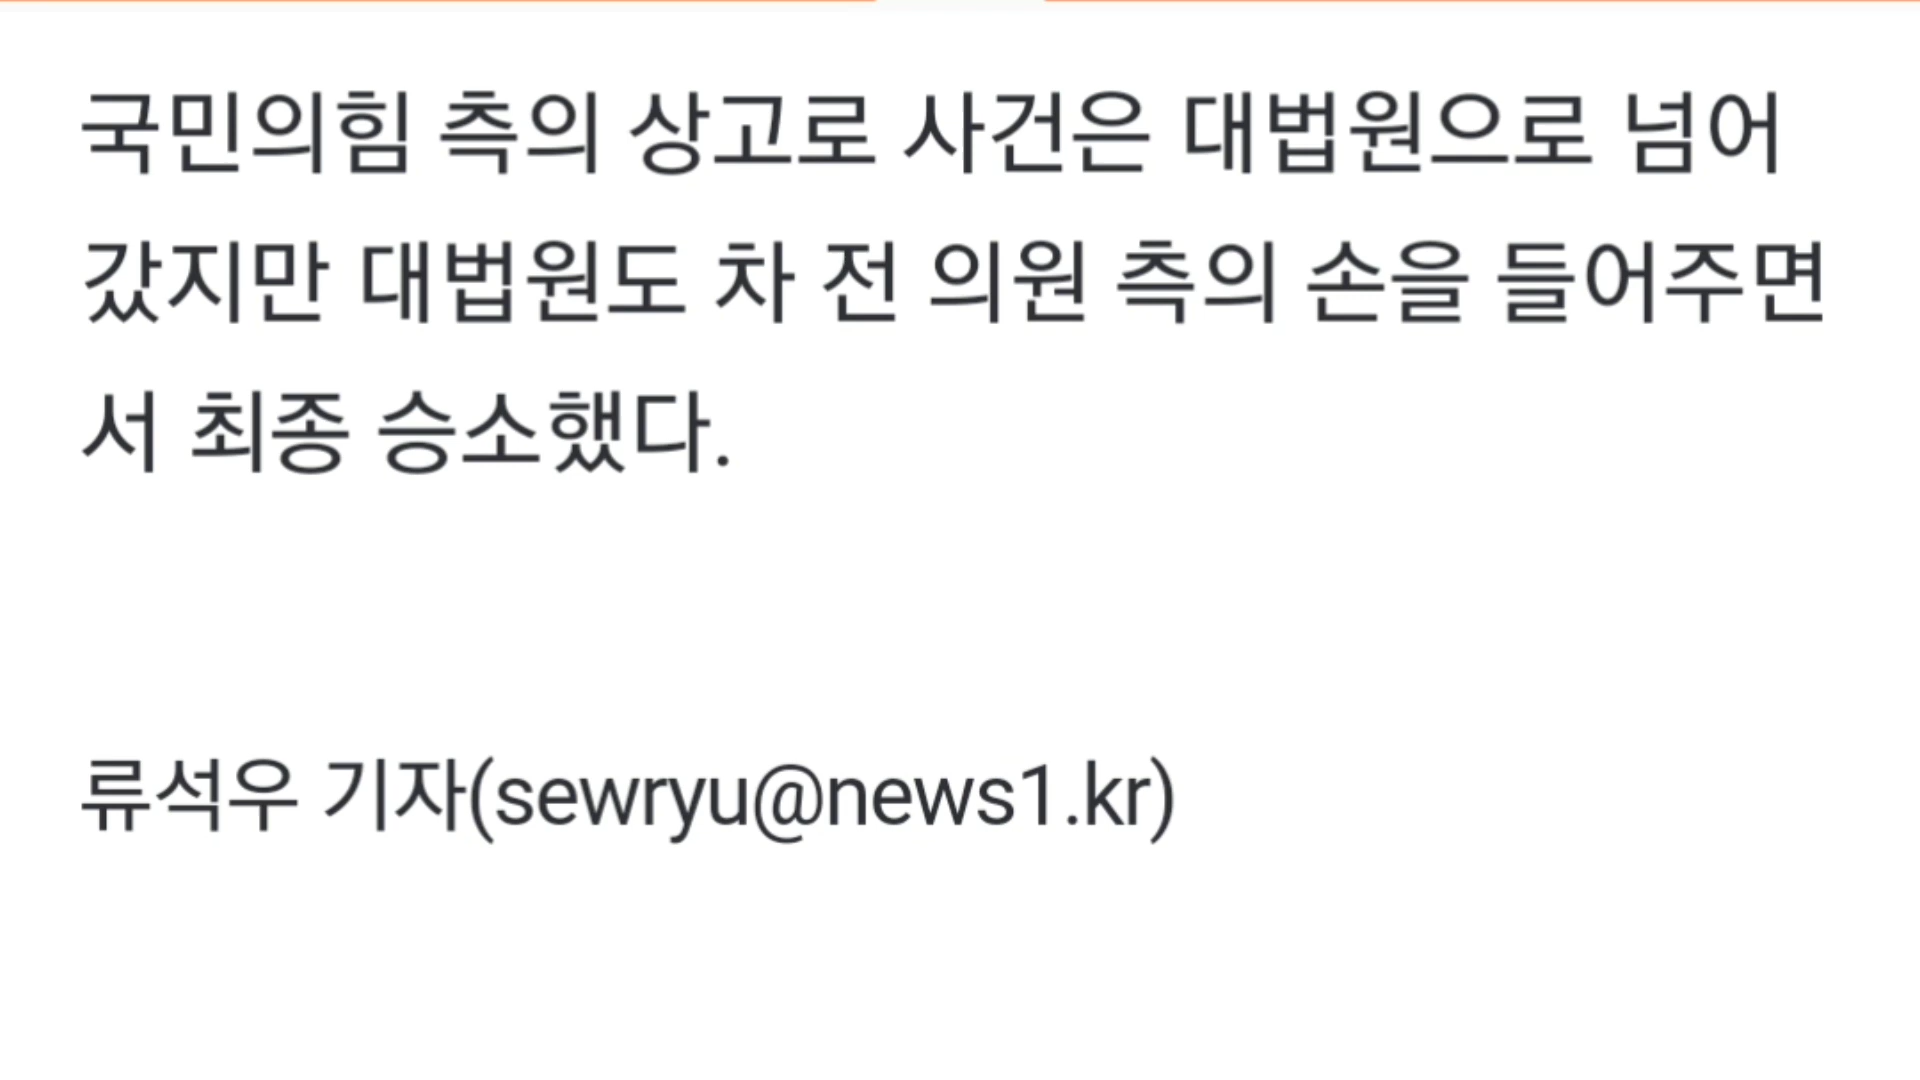 국민의힘 측의 상고로 사건은 대법원으로 넘어
갔지만 대법원도 차 전 의원 측의 손을 들어주면
서 최종 승소했다.
류석우 기자(sewryu@news1.kr)